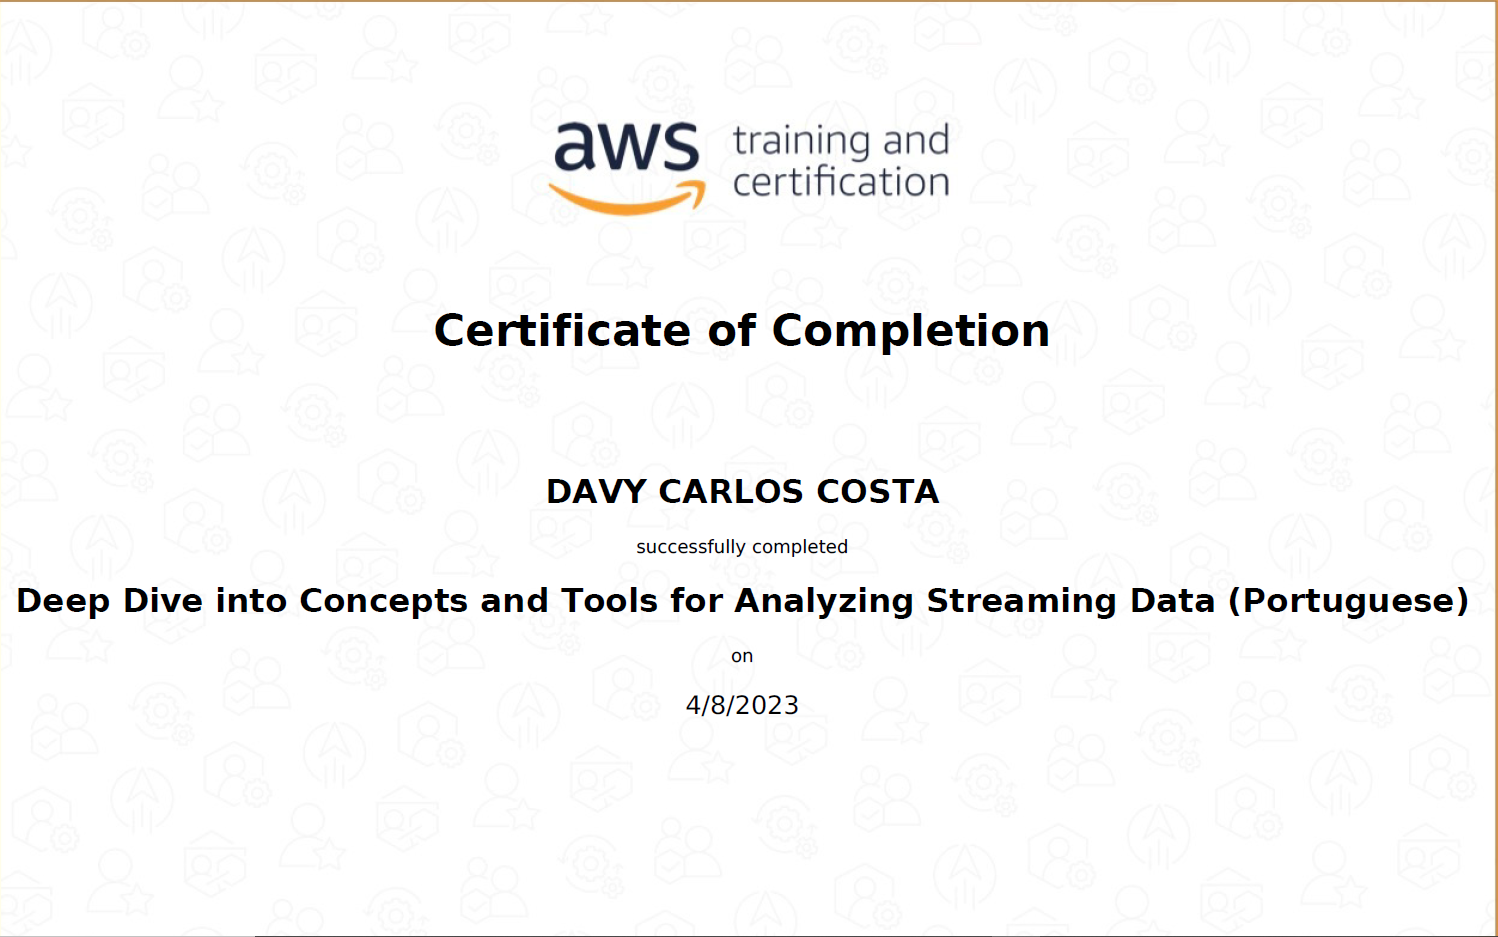 aws training and
certification
Certificate of Completion
DAVY CARLOS COSTA
successfully completed
Deep Dive into Concepts and Tools for Analyzing Streaming Data (Portuguese)
on
4/8/2023